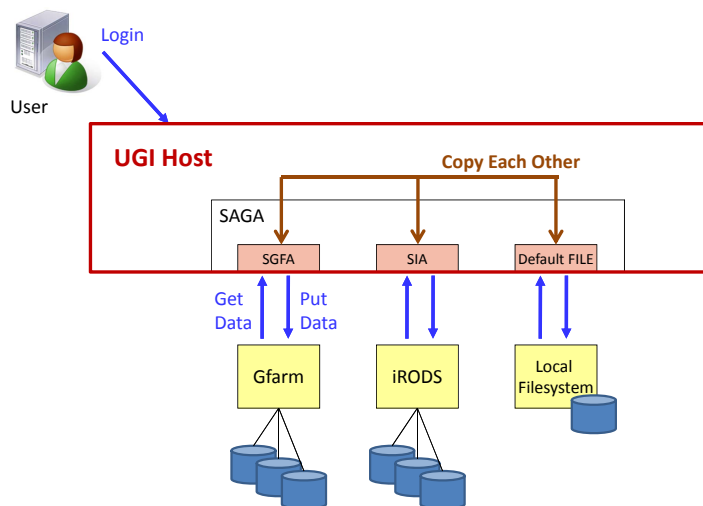 Login
User
UGI Host
Copy Each Other
SAGA
SGFA
SIA
Default FILE
Get
Data
Put
Data
Gfarm
iRODS
Local
Filesystem